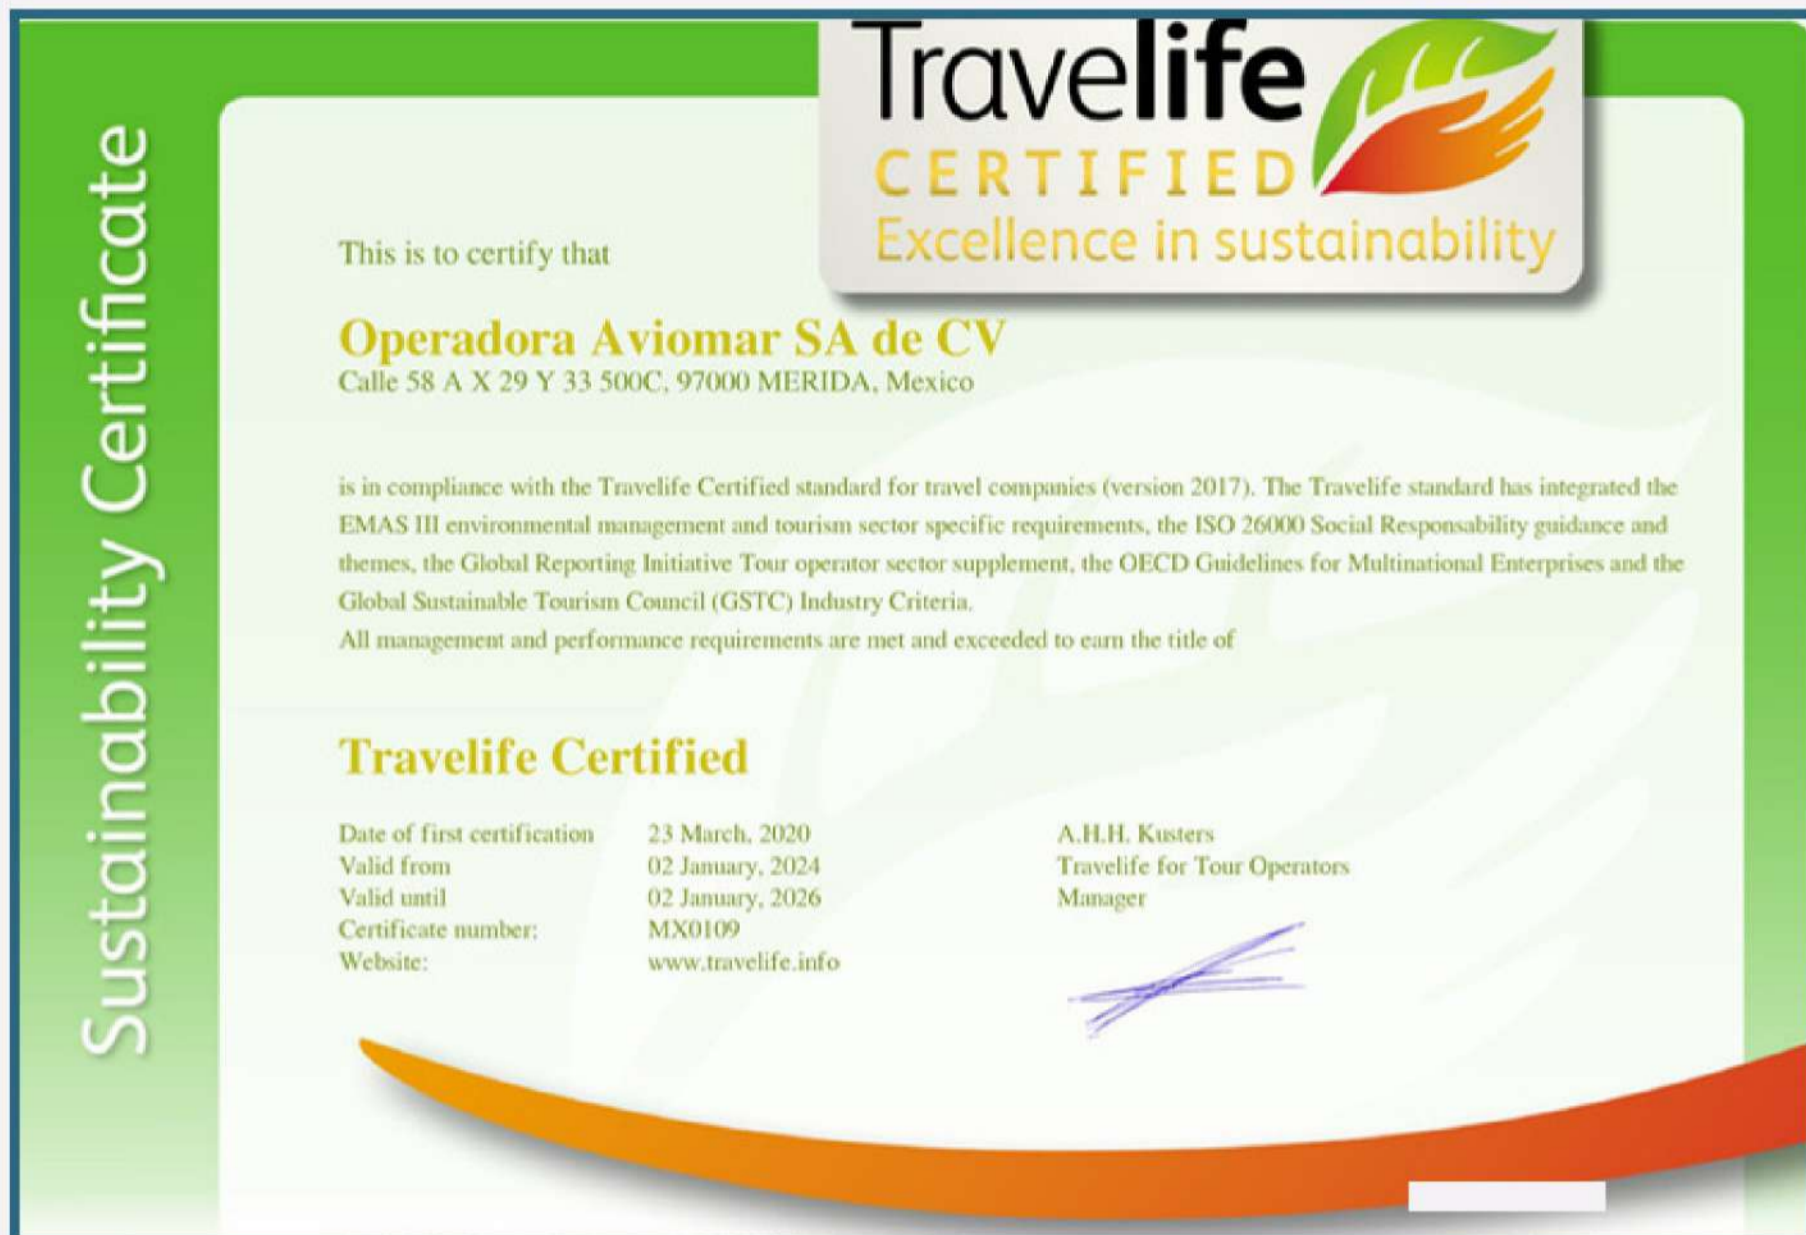 Travelife
CERTIFIED
Excellence in sustainability
Sustainability Certificate
This is to certify that
Operadora Aviomar SA de CV
Calle 58 A X 29 Y 33 500C, 97000 MERIDA, Mexico
is in compliance with the Travelife Certified standard for travel companies (version 2017). The Travelife standard has integrated the
EMAS III environmental management and tourism sector specific requirements, the ISO 26000 Social Responsability guidance and
themes, the Global Reporting Initiative Tour operator sector supplement, the OECD Guidelines for Multinational Enterprises and the
Global Sustainable Tourism Council (GSTC) Industry Criteria.
All management and performance requirements are met and exceeded to earn the title of
Travelife Certified
Date of first certification 23 March, 2020
Valid from 02 January, 2024
Valid until 02 January, 2026
Certificate number: MX0109
Website: www.travelife.info
A.H.H. Kusters
Travelife for Tour Operators
Manager